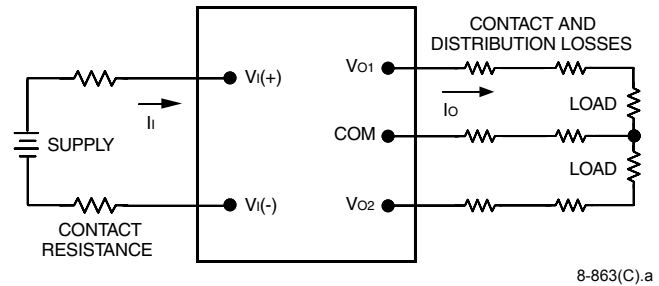 CONTACT AND
DISTRIBUTION LOSSES
VI(+)
VO1
II
IO
LOAD
SUPPLY
COM
LOAD
VI(-)
VO2
CONTACT
RESISTANCE
8-863(C).a